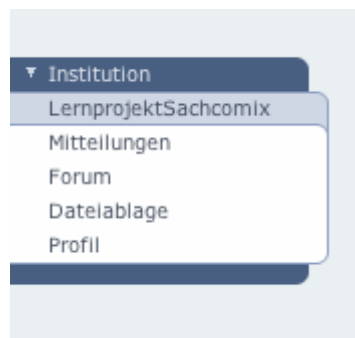 Institution
LernprojektSachcomix
Mitteilungen
Forum
Dateiablage
Profil